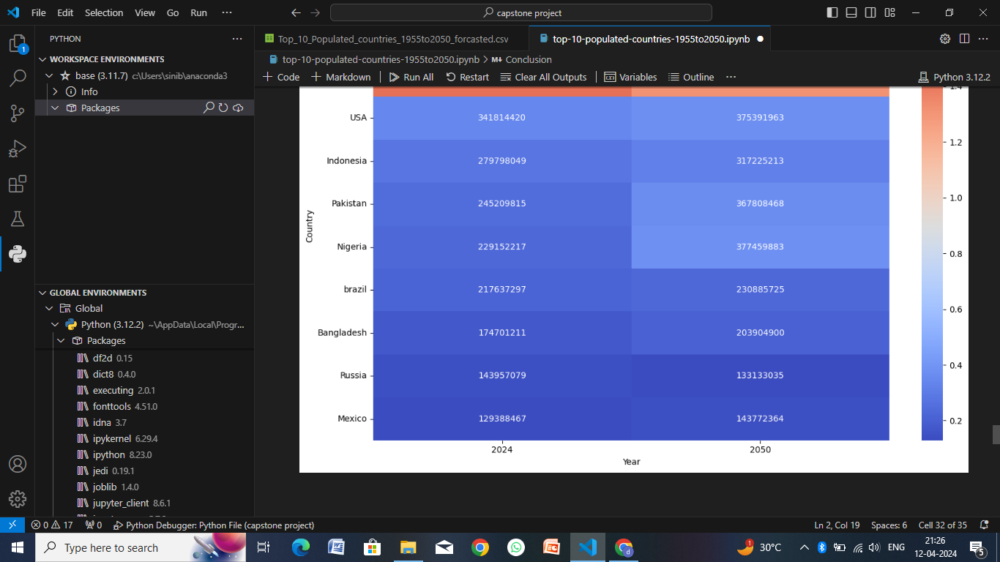 File Edit Selection View Go Run ··· capstone project
PYTHON ···
Top_10_Populated_countries_1955to2050_forcasted.csv top-10-populated-countries-1955to2050.ipynb
WORKSPACE ENVIRONMENTS
top-10-populated-countries-1955to2050.ipynb > M↓ Conclusion
base (3.11.7) c:\Users\sinib\anaconda3
+ Code + Markdown Run All Restart Clear All Outputs Variables Outline ··· Python 3.12.2
Info
Packages
1
1.4
USA 341814420 375391963
1.2
Indonesia 279798049 317225213
1.0
Pakistan 245209815 367808468
Country
Nigeria 229152217 377459883
0.8
brazil 217637297 230885725
0.6
Bangladesh 174701211 203904900
0.4
Russia 143957079 133133035
Mexico 129388467 143772364
0.2
2024 2050
Year
GLOBAL ENVIRONMENTS
Global
Python (3.12.2) ~\AppData\Local\Progr...
Packages
df2d 0.15
dict8 0.4.0
executing 2.0.1
fonttools 4.51.0
idna 3.7
ipykernel 6.29.4
ipython 8.23.0
jedi 0.19.1
joblib 1.4.0
jupyter_client 8.6.1
0 17 0 Python Debugger: Python File (capstone project) Ln 2, Col 19 Spaces: 6 Cell 32 of 35
Type here to search 1 30°C ENG 21:26
12-04-2024 5